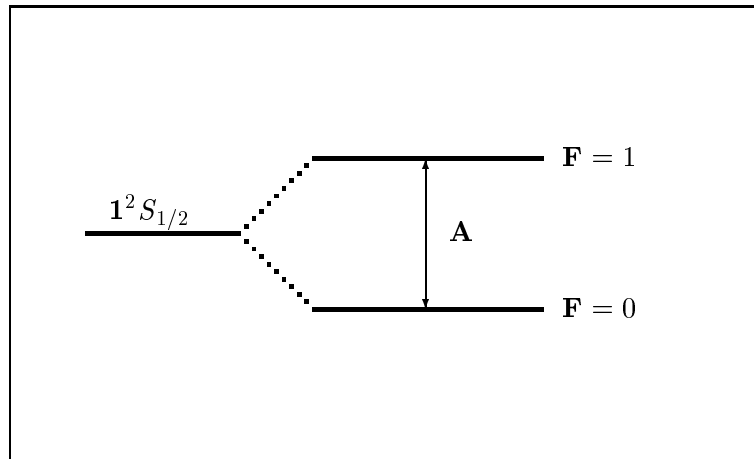 F = 1
1²S₁/₂
A
F = 0